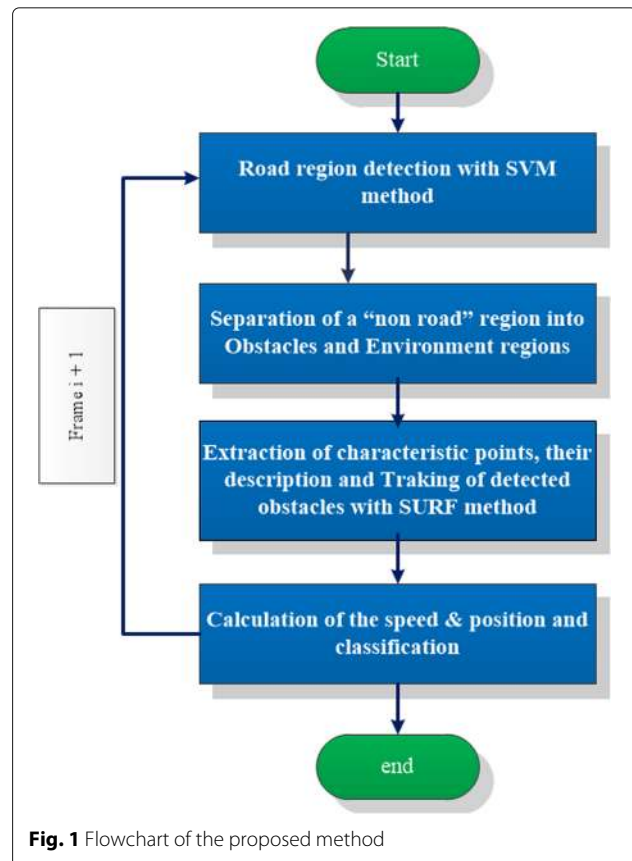 Start
Road region detection with SVM
method
Separation of a “non road” region into
Obstacles and Environment regions
Frame i + 1
Extraction of characteristic points, their
description and Traking of detected
obstacles with SURF method
Calculation of the speed & position and
classification
end
Fig. 1 Flowchart of the proposed method